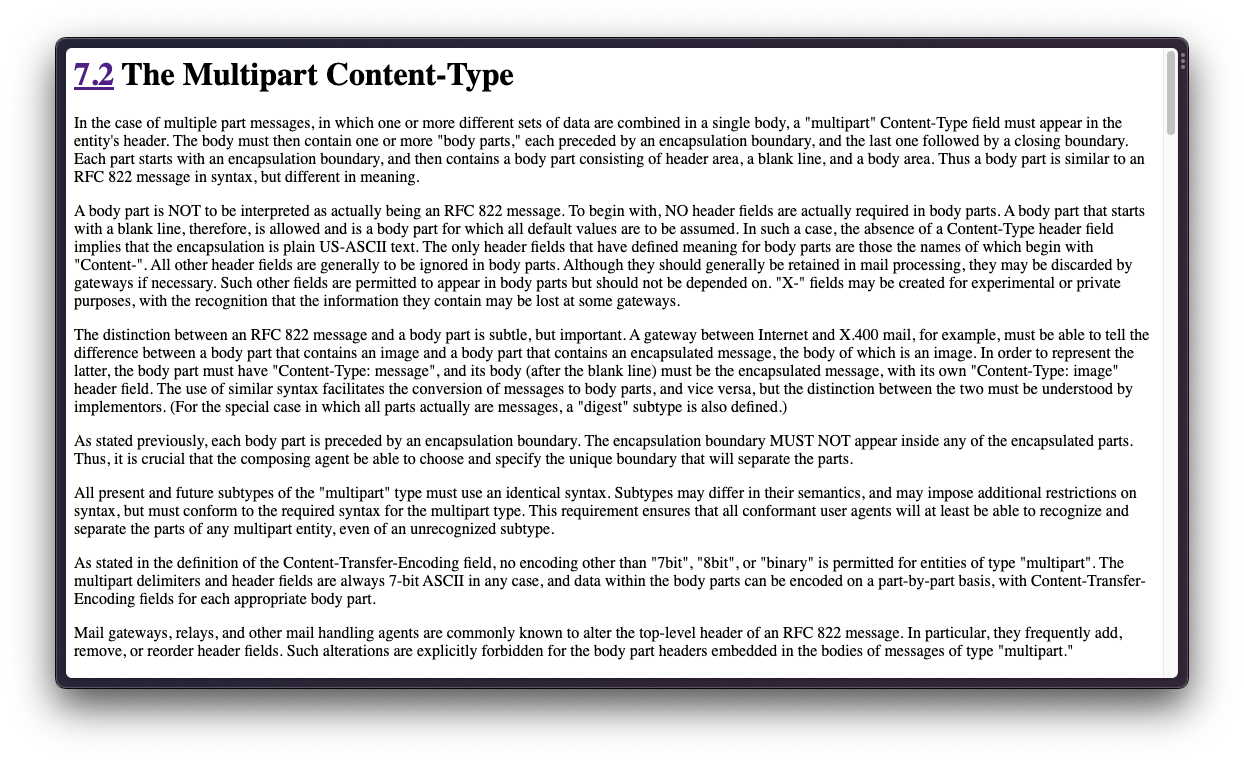 7.2 The Multipart Content-Type
In the case of multiple part messages, in which one or more different sets of data are combined in a single body, a "multipart" Content-Type field must appear in the
entity's header. The body must then contain one or more "body parts," each preceded by an encapsulation boundary, and the last one followed by a closing boundary.
Each part starts with an encapsulation boundary, and then contains a body part consisting of header area, a blank line, and a body area. Thus a body part is similar to an
RFC 822 message in syntax, but different in meaning.
A body part is NOT to be interpreted as actually being an RFC 822 message. To begin with, NO header fields are actually required in body parts. A body part that starts
with a blank line, therefore, is allowed and is a body part for which all default values are to be assumed. In such a case, the absence of a Content-Type header field
implies that the encapsulation is plain US-ASCII text. The only header fields that have defined meaning for body parts are those the names of which begin with
"Content-". All other header fields are generally to be ignored in body parts. Although they should generally be retained in mail processing, they may be discarded by
gateways if necessary. Such other fields are permitted to appear in body parts but should not be depended on. "X-" fields may be created for experimental or private
purposes, with the recognition that the information they contain may be lost at some gateways.
The distinction between an RFC 822 message and a body part is subtle, but important. A gateway between Internet and X.400 mail, for example, must be able to tell the
difference between a body part that contains an image and a body part that contains an encapsulated message, the body of which is an image. In order to represent the
latter, the body part must have "Content-Type: message", and its body (after the blank line) must be the encapsulated message, with its own "Content-Type: image"
header field. The use of similar syntax facilitates the conversion of messages to body parts, and vice versa, but the distinction between the two must be understood by
implementors. (For the special case in which all parts actually are messages, a "digest" subtype is also defined.)
As stated previously, each body part is preceded by an encapsulation boundary. The encapsulation boundary MUST NOT appear inside any of the encapsulated parts.
Thus, it is crucial that the composing agent be able to choose and specify the unique boundary that will separate the parts.
All present and future subtypes of the "multipart" type must use an identical syntax. Subtypes may differ in their semantics, and may impose additional restrictions on
syntax, but must conform to the required syntax for the multipart type. This requirement ensures that all conformant user agents will at least be able to recognize and
separate the parts of any multipart entity, even of an unrecognized subtype.
As stated in the definition of the Content-Transfer-Encoding field, no encoding other than "7bit", "8bit", or "binary" is permitted for entities of type "multipart". The
multipart delimiters and header fields are always 7-bit ASCII in any case, and data within the body parts can be encoded on a part-by-part basis, with Content-Transfer-
Encoding fields for each appropriate body part.
Mail gateways, relays, and other mail handling agents are commonly known to alter the top-level header of an RFC 822 message. In particular, they frequently add,
remove, or reorder header fields. Such alterations are explicitly forbidden for the body part headers embedded in the bodies of messages of type "multipart."